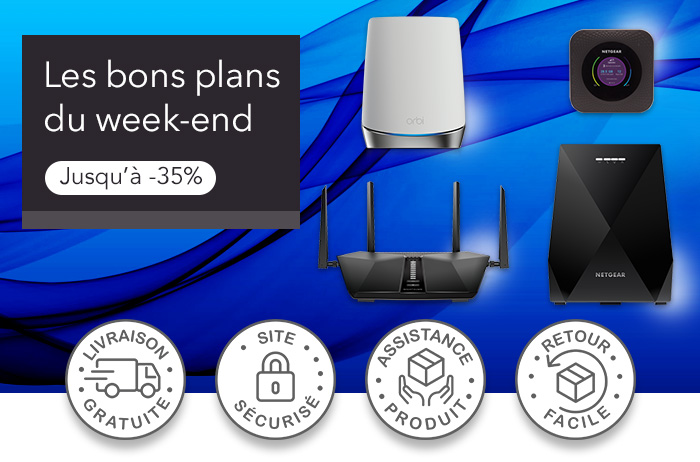 Les bons plans
du week-end
Jusqu'à -35%
orbi
NETGEAR
NETGEAR
LIVRAISON
GRATUITE
SITE
SÉCURISÉ
ASSISTANCE
PRODUIT
RETOUR
FACILE